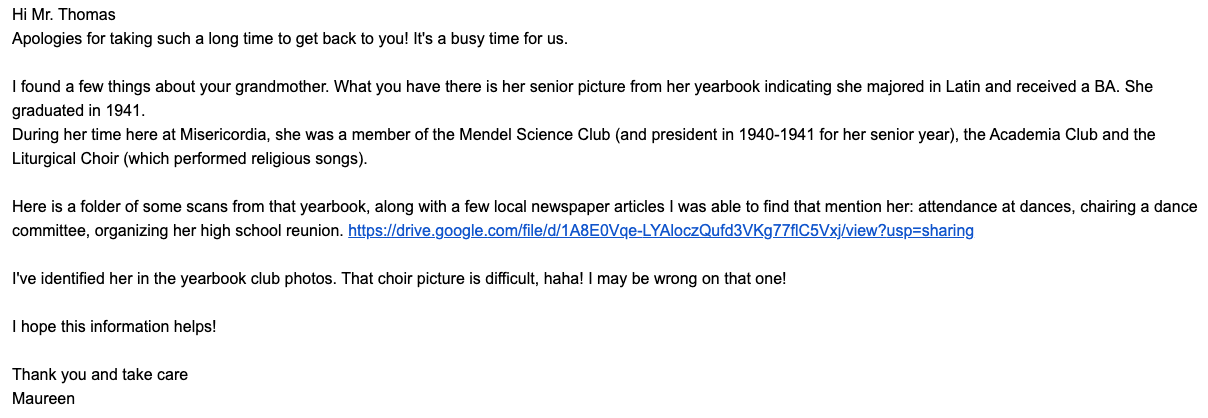 Hi Mr. Thomas
Apologies for taking such a long time to get back to you! It's a busy time for us.
I found a few things about your grandmother. What you have there is her senior picture from her yearbook indicating she majored in Latin and received a BA. She
graduated in 1941.
During her time here at Misericordia, she was a member of the Mendel Science Club (and president in 1940-1941 for her senior year), the Academia Club and the
Liturgical Choir (which performed religious songs).
Here is a folder of some scans from that yearbook, along with a few local newspaper articles I was able to find that mention her: attendance at dances, chairing a dance
committee, organizing her high school reunion. https://drive.google.com/file/d/1A8E0Vqe-LYAloczQufd3VKg77flC5Vxj/view?usp=sharing
I've identified her in the yearbook club photos. That choir picture is difficult, haha! I may be wrong on that one!
I hope this information helps!
Thank you and take care
Maureen